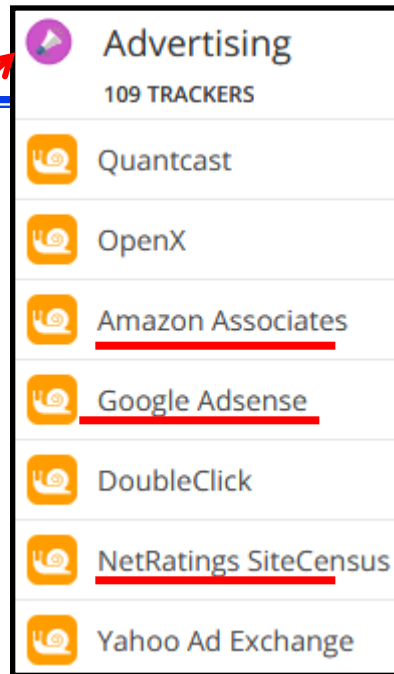 Advertising
109 TRACKERS
Quantcast
OpenX
Amazon Associates
Google Adsense
DoubleClick
NetRatings SiteCensus
Yahoo Ad Exchange